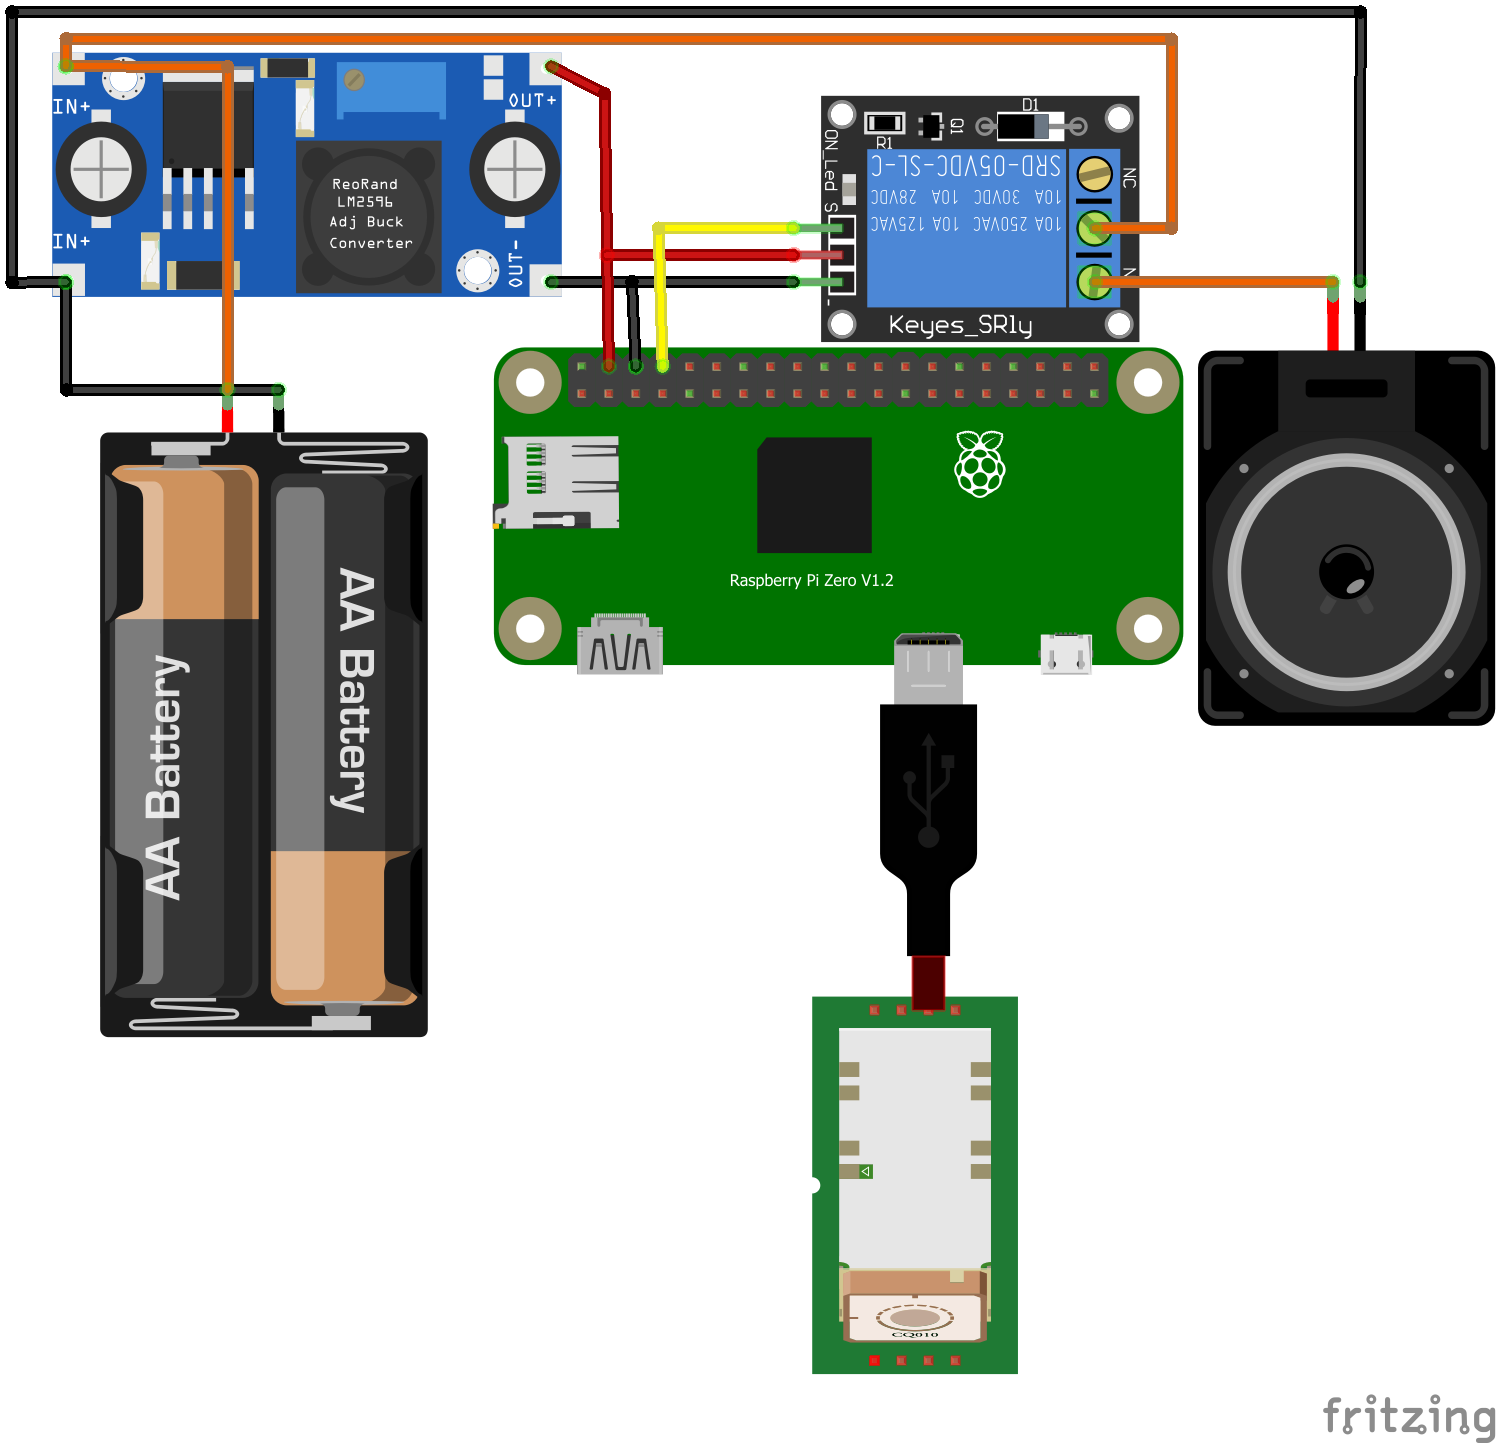 IN+
OUT+
ReoRand
LM2596
Adj Buck
Converter
IN+
OUT-
D1
Q1
R1
ON_Led
S
-
SRD-05VDC-SL-C
10A 30VDC 10A 28VDC
10A 250VAC 10A 125VAC
NC
N
Keyes_SRly
Raspberry Pi Zero V1.2
AA Battery
AA Battery
CQ010
fritzing